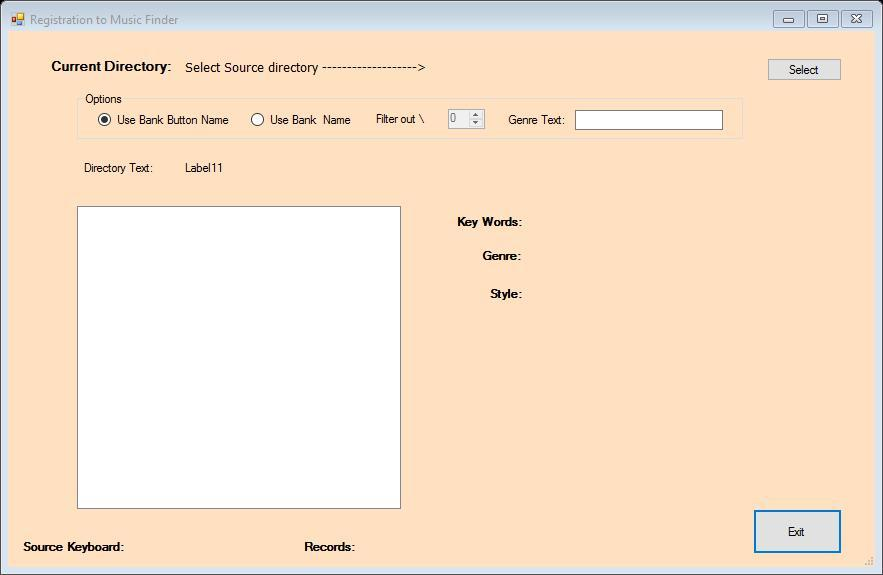 Registration to Music Finder
Current Directory: Select Source directory ------------------->
Select
Options
Use Bank Button Name Use Bank Name Filter out \ 0 Genre Text:
Directory Text: Label11
Key Words:
Genre:
Style:
Exit
Source Keyboard: Records: